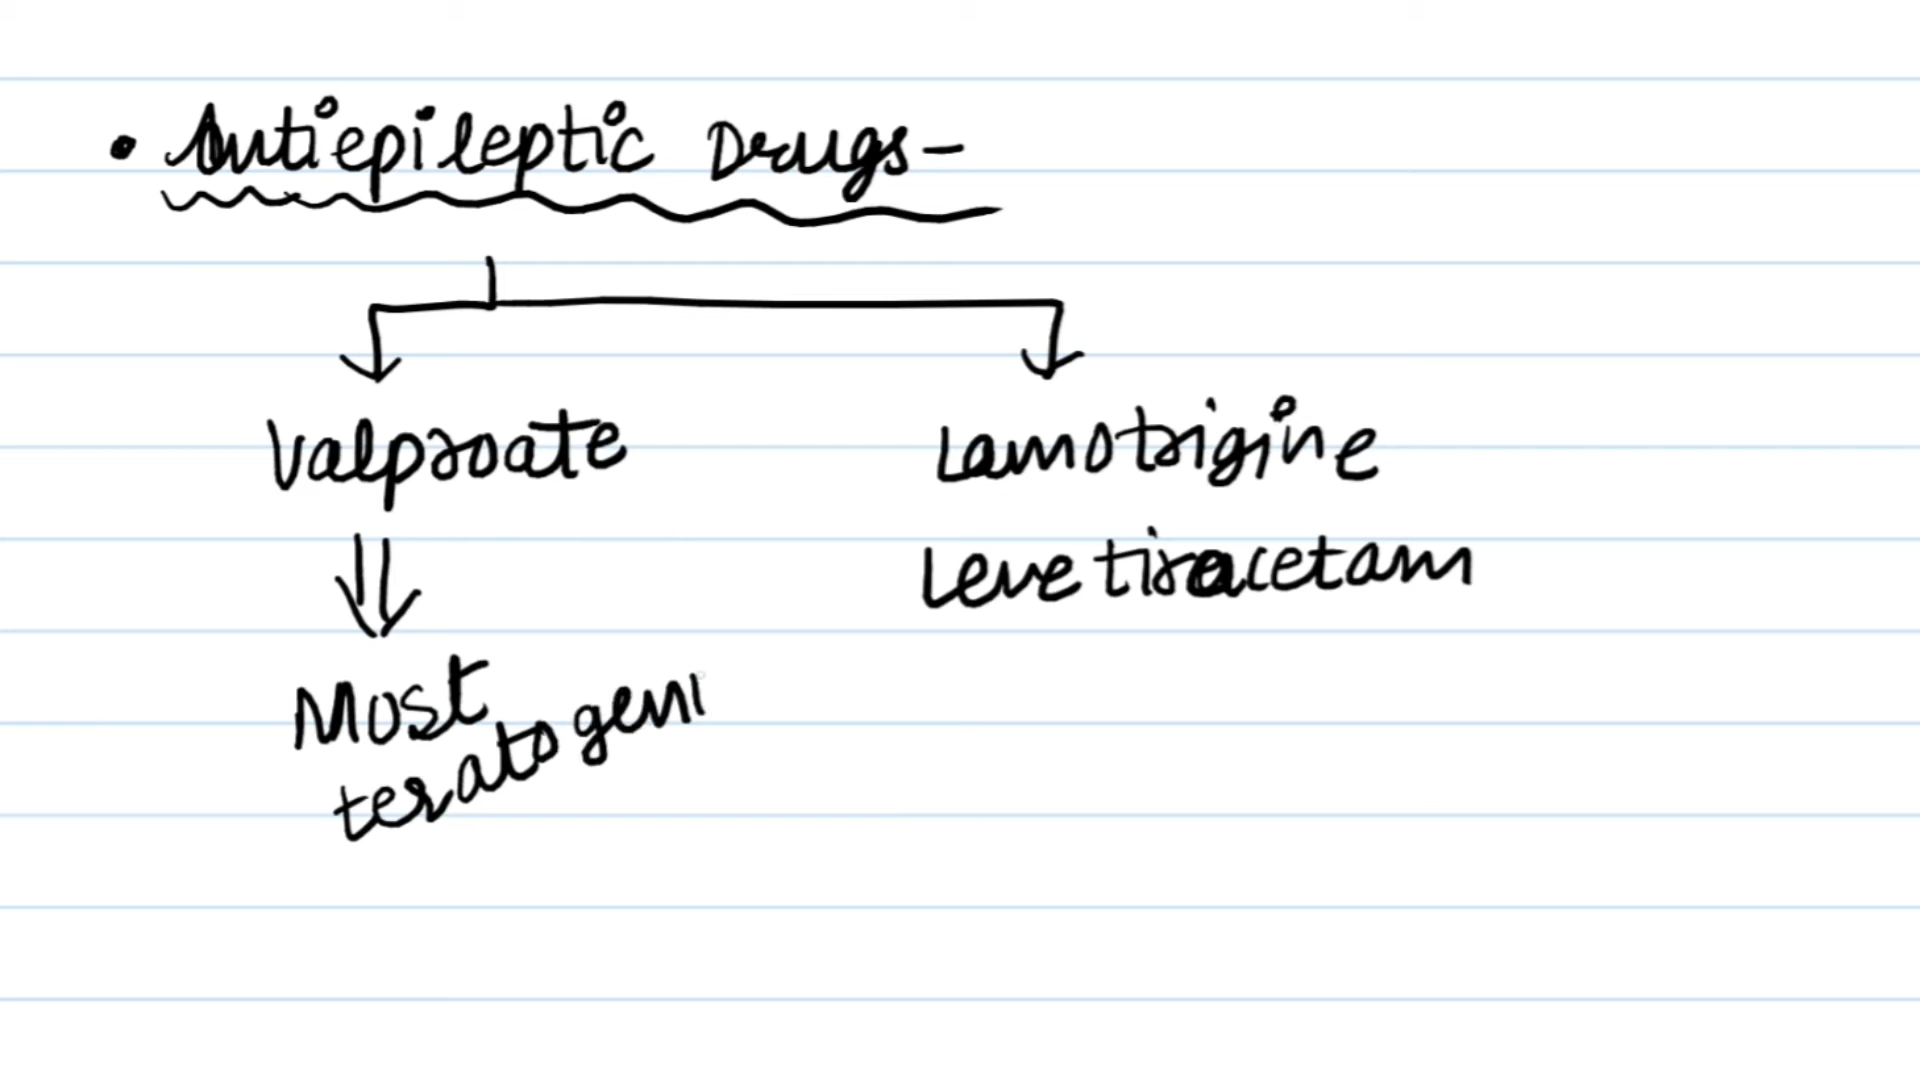 • Antiepileptic Drugs-
Valproate
Lamotrigine
Levetiracetam
Most
teratogeni